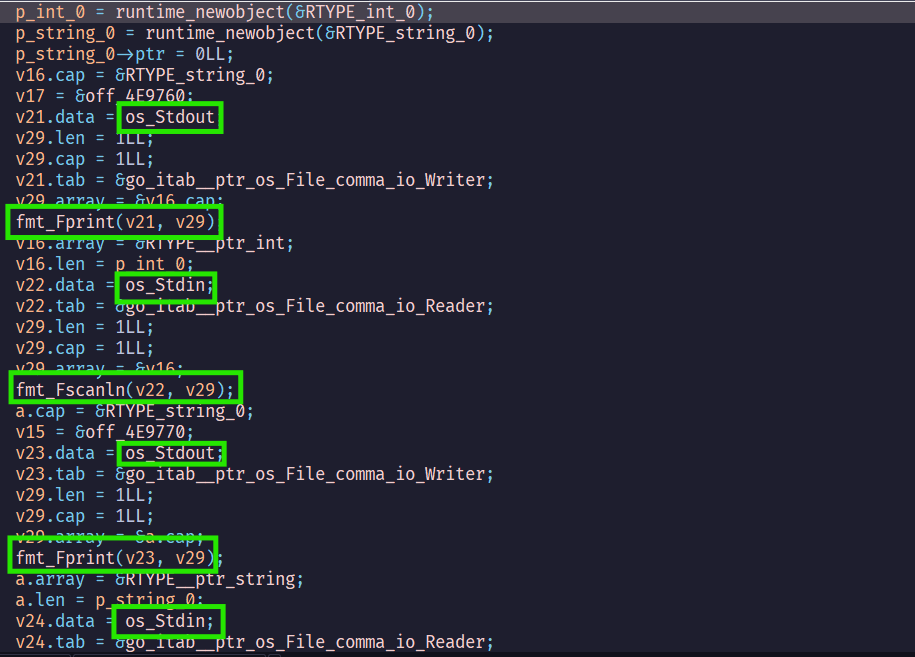 p_int_0 = runtime_newobject(&RTYPE_int_0);
p_string_0 = runtime_newobject(&RTYPE_string_0);
p_string_0→ptr = 0LL;
v16.cap = &RTYPE_string_0;
v17 = &off_4E9760;
v21.data = os_Stdout
v29.len = 1LL;
v29.cap = 1LL;
v21.tab = &go_itab__ptr_os_File_comma_io_Writer;
v29.array = &v16.cap;
fmt_Fprint(v21, v29)
v16.array = &RTYPE__ptr_int;
v16.len = p_int_0;
v22.data = os_Stdin;
v22.tab = &go_itab__ptr_os_File_comma_io_Reader;
v29.len = 1LL;
v29.cap = 1LL;
v29.array = &v16;
fmt_Fscanln(v22, v29);
a.cap = &RTYPE_string_0;
v15 = &off_4E9770;
v23.data = os_Stdout;
v23.tab = &go_itab__ptr_os_File_comma_io_Writer;
v29.len = 1LL;
v29.cap = 1LL;
v29.array = &a.cap;
fmt_Fprint(v23, v29);
a.array = &RTYPE__ptr_string;
a.len = p_string_0;
v24.data = os_Stdin;
v24.tab = &go_itab__ptr_os_File_comma_io_Reader;